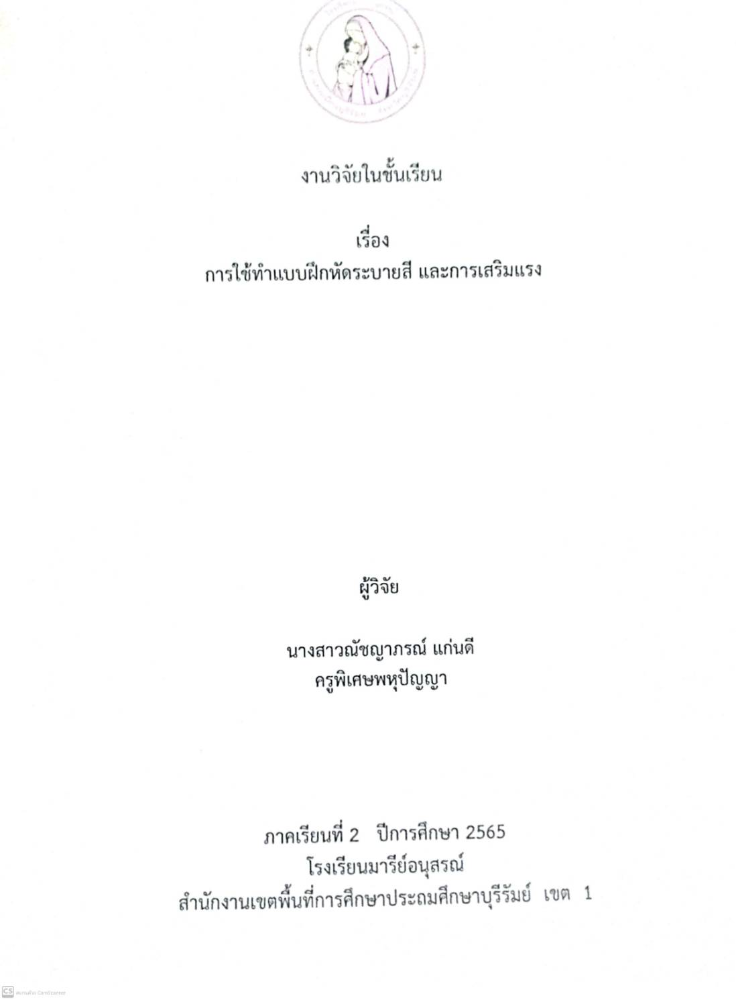 งานวิจัยในชั้นเรียน
เรื่อง
การใช้ทำแบบฝึกหัดระบายสี และการเสริมแรง
ผู้วิจัย
นางสาวณัชญาภรณ์ แก่นดี
ครูพิเศษพหุปัญญา
ภาคเรียนที่ 2 ปีการศึกษา 2565
โรงเรียนมารีย์อนุสรณ์
สำนักงานเขตพื้นที่การศึกษาประถมศึกษาบุรีรัมย์ เขต 1
CS สแกนด้วย CamScanner